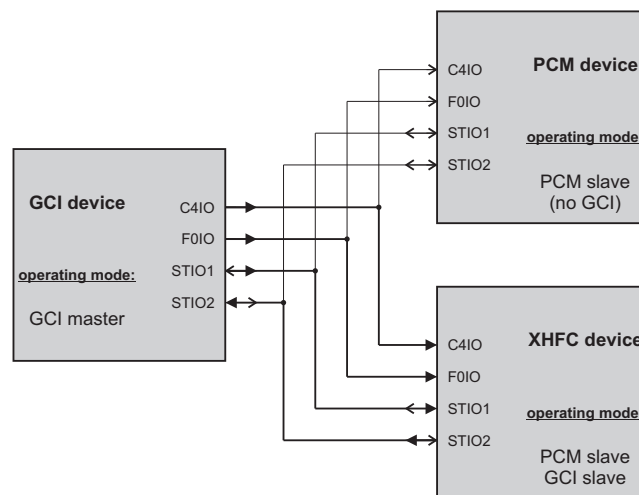 PCM device
C4IO
F0IO
STIO1
STIO2
operating mode
PCM slave
(no GCI)
GCI device
C4IO
F0IO
STIO1
STIO2
operating mode:
GCI master
XHFC device
C4IO
F0IO
STIO1
STIO2
operating mode
PCM slave
GCI slave